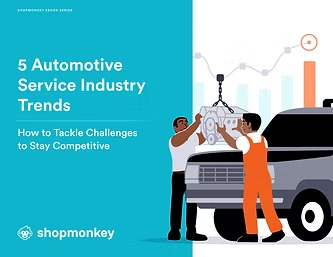 SHOPMONKEY EBOOK SERIES
5 Automotive
Service Industry
Trends
How to Tackle Challenges
to Stay Competitive
shopmonkey